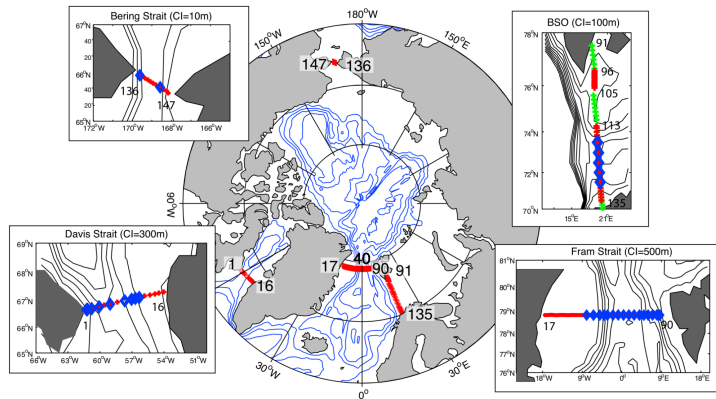 Bering Strait (CI=10m)
67°N
40
20
66°N
40
20
65°N
136
147
172°W
170°W
168°W
166°W
180°W
150°W
150°E
147
136
90°W
1
16
17
40
90
91
135
30°W
30°E
0°
BSO (CI=100m)
78°N
76°N
74°N
72°N
70°N
91
96
105
113
135
15°E
21°E
Davis Strait (CI=300m)
69°N
68°N
67°N
66°N
65°N
1
16
66°W
63°W
60°W
57°W
54°W
51°W
Fram Strait (CI=500m)
81°N
80°N
79°N
78°N
77°N
76°N
17
90
18°W
9°W
0°
9°E
18°E